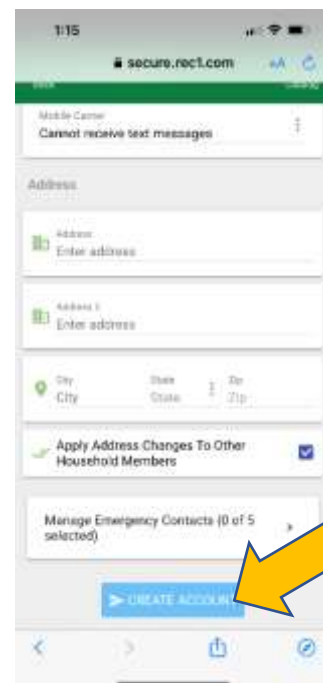 1:15
secure.rec1.com
AA
Mobile Carrier
Cannot receive text messages
Address
Address
Enter address
Address 2
Enter address
City State Zip
City State Zip
Apply Address Changes To Other
Household Members
Manage Emergency Contacts (0 of 5
selected)
CREATE ACCOUNT